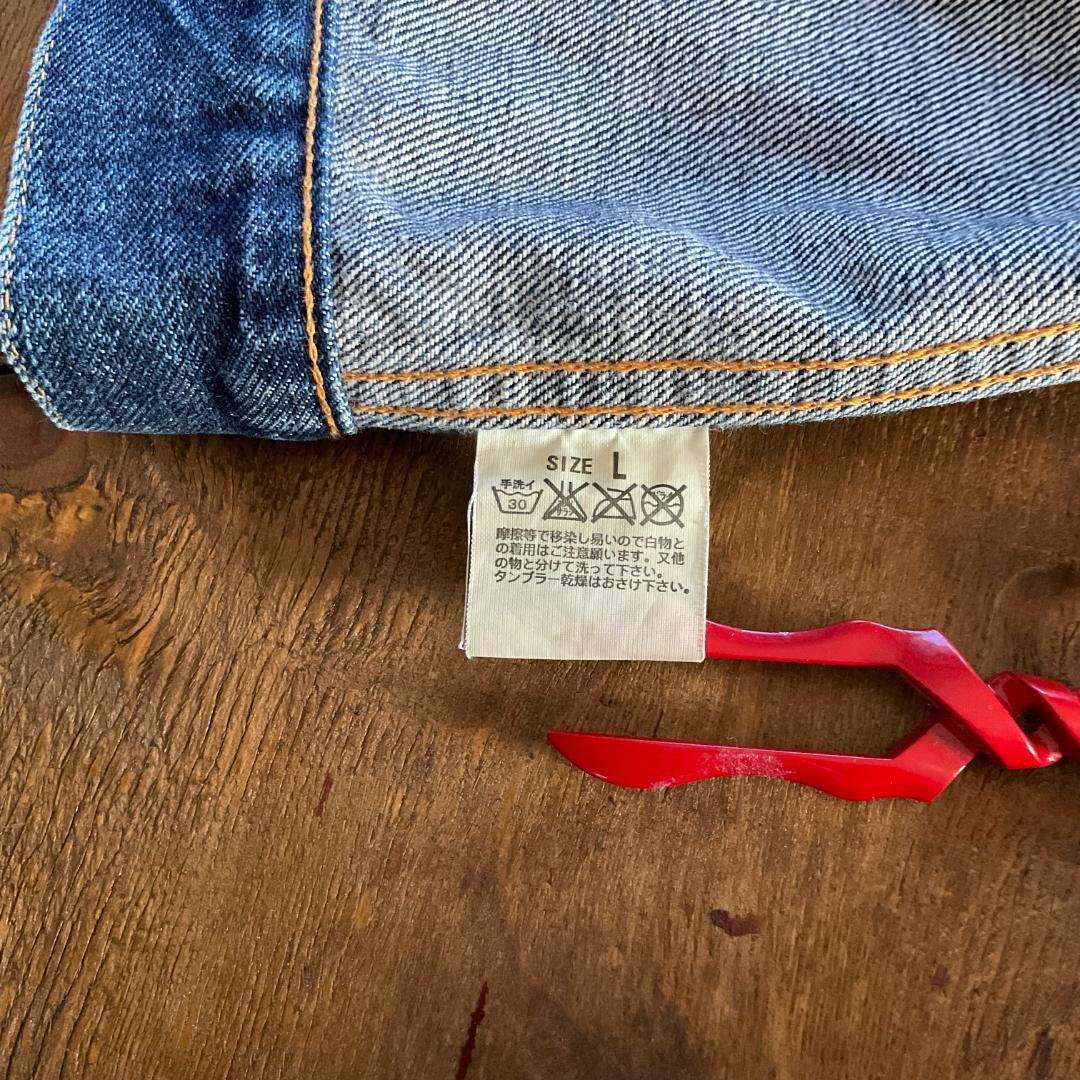 SIZE L
手洗イ
30
摩擦等で移染し易いので白物と
の着用はご注意願います。又他
の物と分けて洗って下さい。
タンブラー乾燥はおさけ下さい。